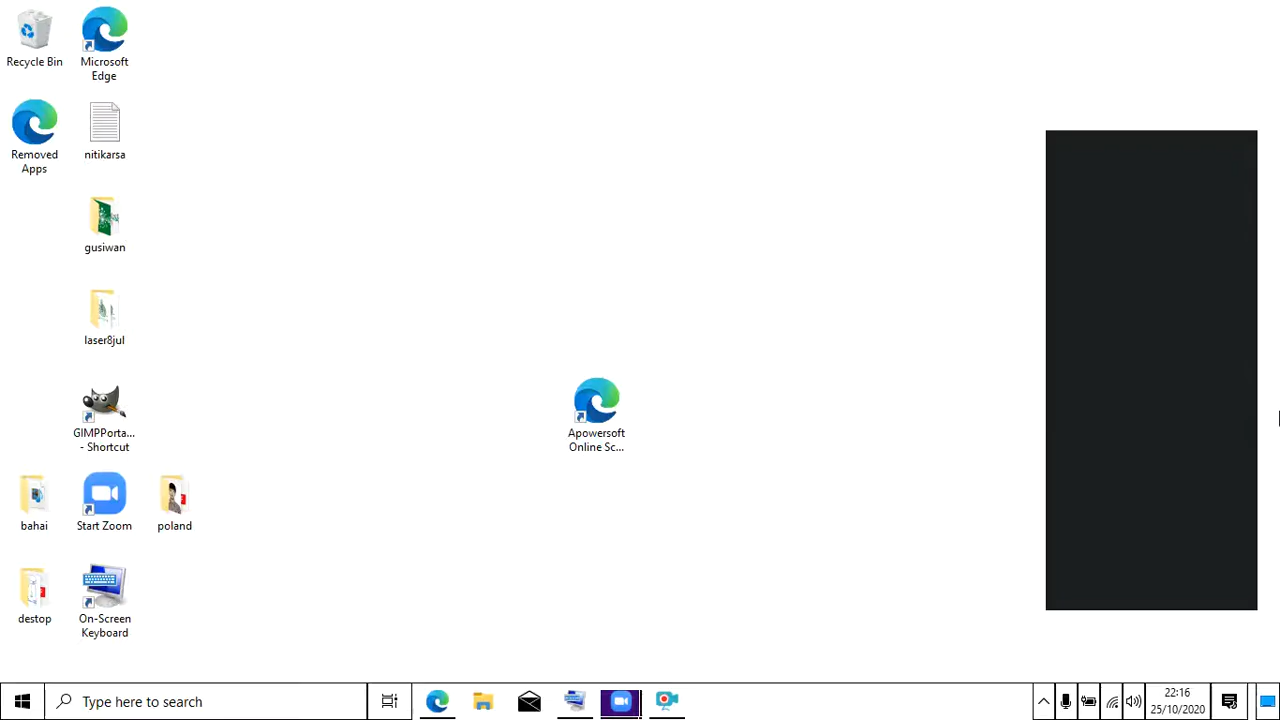 Recycle Bin
Microsoft
Edge
Removed
Apps
nitikarsa
gusiwan
laser8jul
GIMPPorta...
- Shortcut
Apowersoft
Online Sc...
bahai
Start Zoom
poland
destop
On-Screen
Keyboard
Type here to search
22:16
25/10/2020